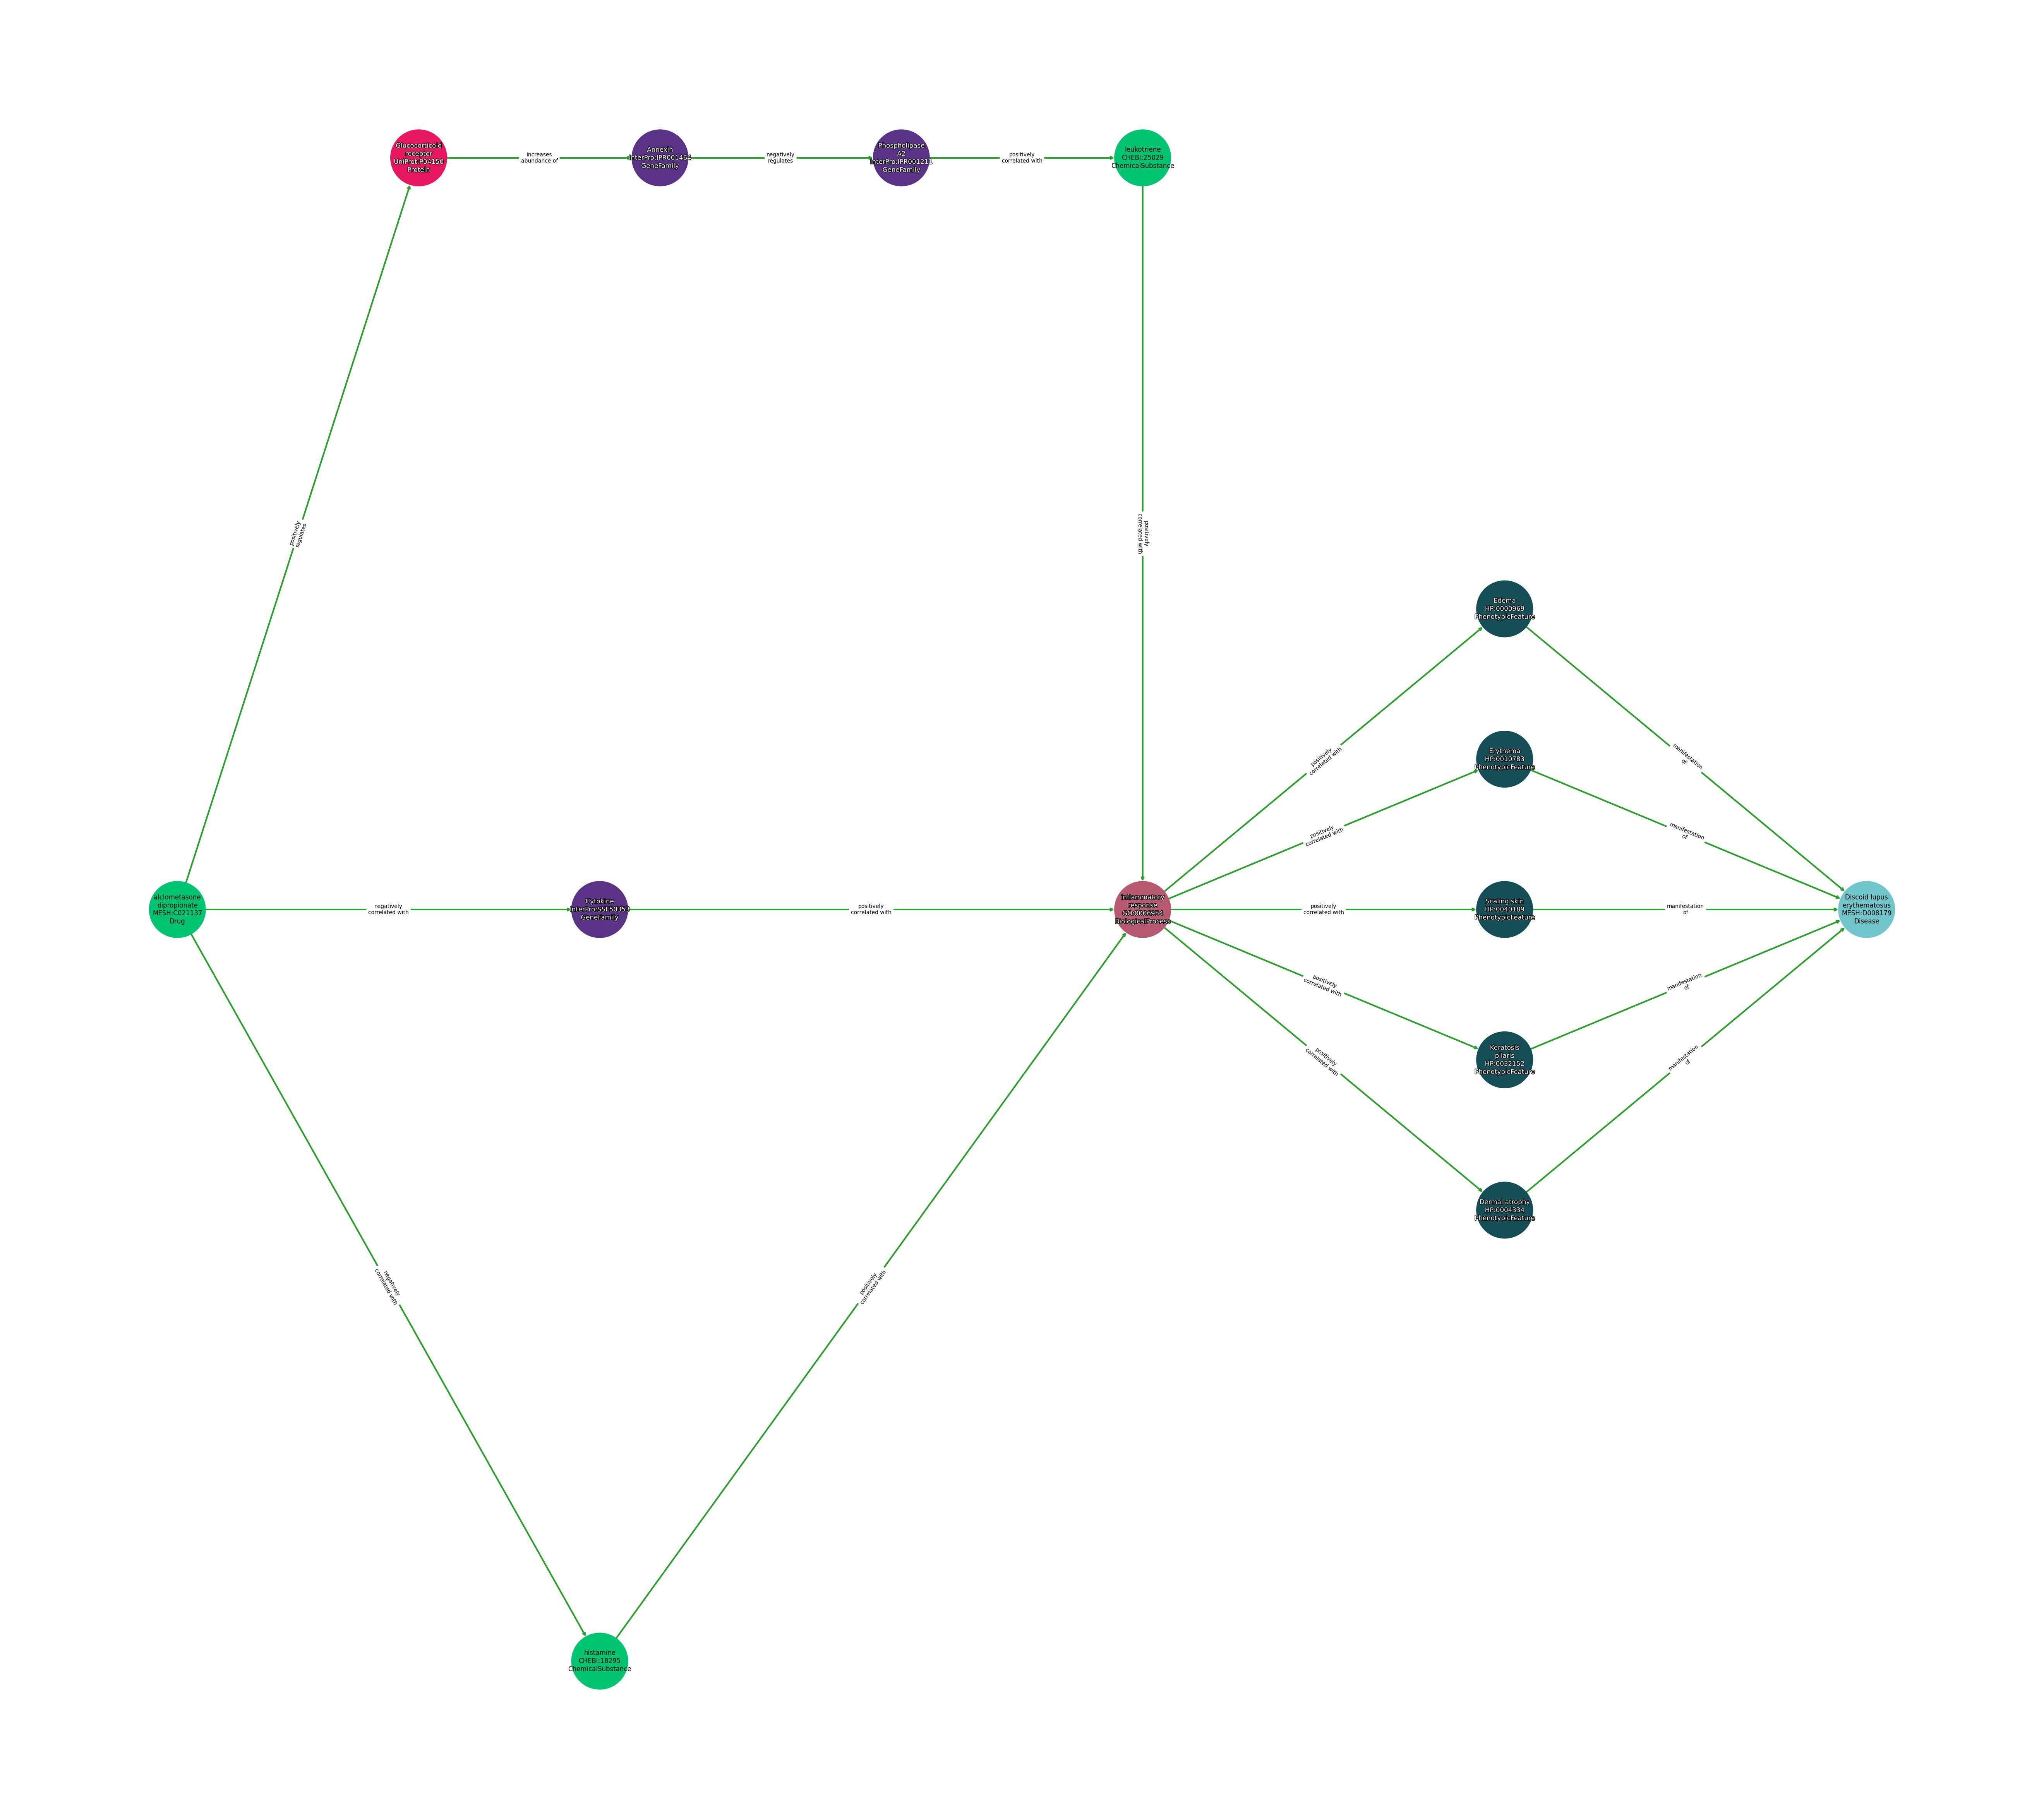 Glucocorticoid
receptor
UniProt:P04150
Protein
increases
abundance of
Annexin
InterPro:IPR001464
GeneFamily
negatively
regulates
Phospholipase
A2
InterPro:IPR001211
GeneFamily
positively
correlated with
leukotriene
CHEBI:25029
ChemicalSubstance
positively
regulates
positively
correlated with
Edema
HP:0000969
PhenotypicFeature
positively
correlated with
manifestation
of
Erythema
HP:0010783
PhenotypicFeature
positively
correlated with
manifestation
of
alclometasone
dipropionate
MESH:C021137
Drug
negatively
correlated with
Cytokine
GeneFamily
positively
correlated with
inflammatory
response
GO:0006954
BiologicalProcess
positively
correlated with
Scaling skin
HP:0040189
PhenotypicFeature
manifestation
of
Discoid lupus
erythematosus
MESH:D008179
Disease
positively
correlated with
manifestation
of
Keratosis
pilaris
HP:0032152
PhenotypicFeature
positively
correlated with
manifestation
of
Dermal atrophy
HP:0004334
PhenotypicFeature
negatively
correlated with
positively
correlated with
histamine
CHEBI:18295
ChemicalSubstance